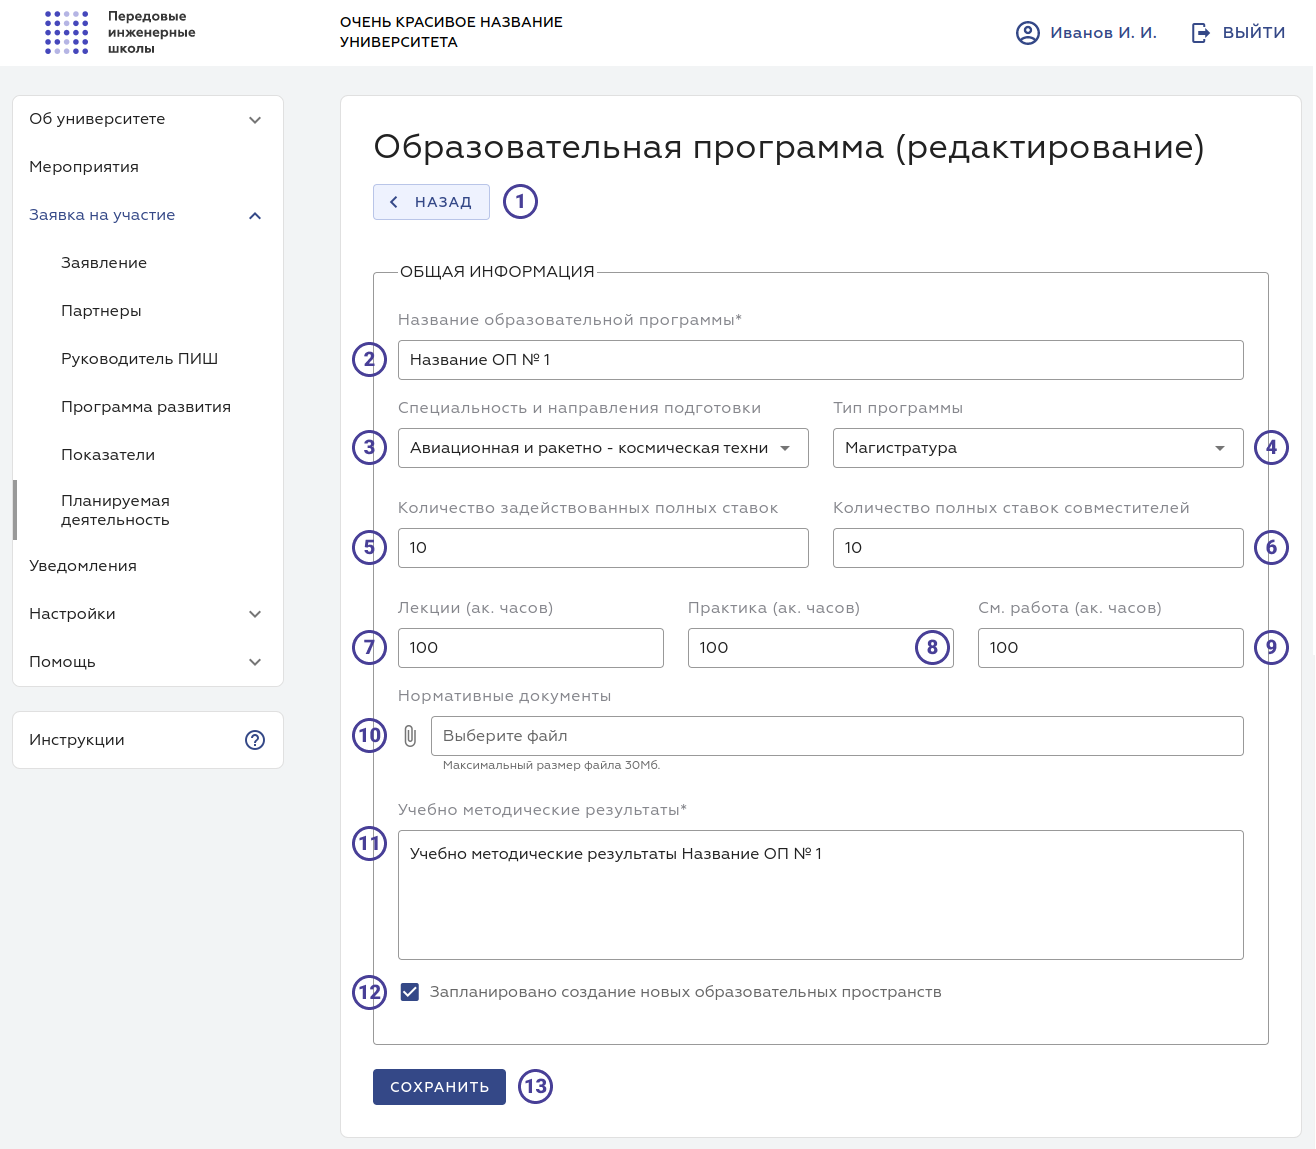 Передовые
инженерные
школы
ОЧЕНЬ КРАСИВОЕ НАЗВАНИЕ
УНИВЕРСИТЕТА
Иванов И. И.
ВЫЙТИ
Об университете
Мероприятия
Заявка на участие
Заявление
Партнеры
Руководитель ПИШ
Программа развития
Показатели
Планируемая
деятельность
Уведомления
Настройки
Помощь
Инструкции
Образовательная программа (редактирование)
НАЗАД 1
ОБЩАЯ ИНФОРМАЦИЯ
Название образовательной программы*
2 Название ОП № 1
Специальность и направления подготовки Тип программы
3 Авиационная и ракетно - космическая техни Магистратура 4
Количество задействованных полных ставок Количество полных ставок совместителей
5 10 10 6
Лекции (ак. часов) Практика (ак. часов) См. работа (ак. часов)
7 100 100 8 100 9
Нормативные документы
10 Выберите файл
Максимальный размер файла 30Мб.
Учебно методические результаты*
11 Учебно методические результаты Название ОП № 1
12 Запланировано создание новых образовательных пространств
СОХРАНИТЬ 13